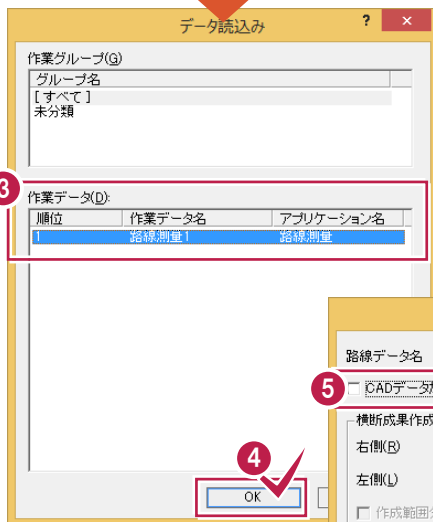 データ読込み ? ×
作業グループ(G)
グループ名
[すべて]
未分類
3
作業データ(D):
順位 作業データ名 アプリケーション名
1 路線測量1 路線測量
路線データ名
5 CADデータ
横断成果作成
右側(R)
4
左側(L)
OK
作成範囲